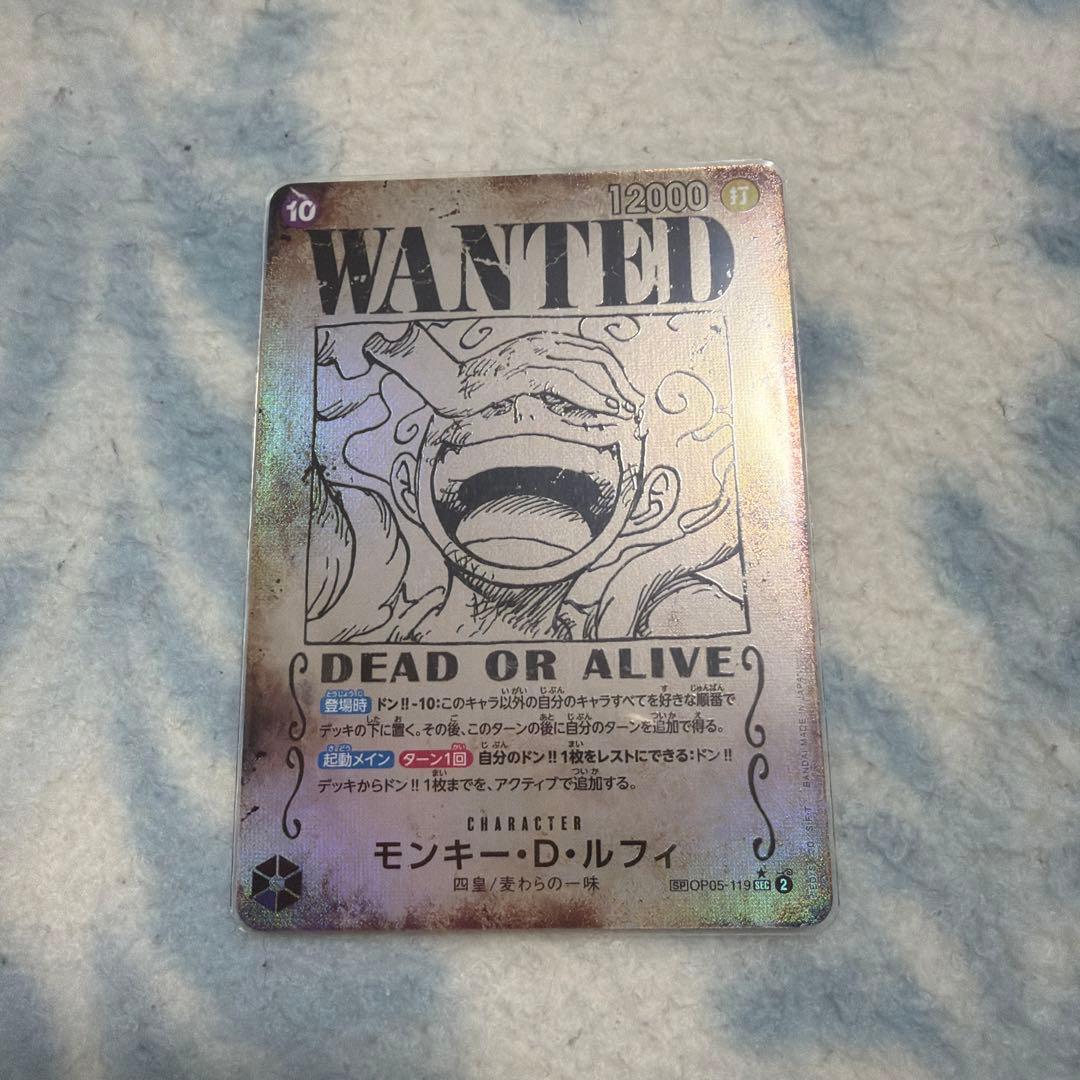 10
12000 打
WANTED
DEAD OR ALIVE
登場時 ドン!!-10:このキャラ以外の自分のキャラすべてを好きな順番で
デッキの下に置く。その後、このターンの後に自分のターンを追加で得る。
起動メイン ターン1回 自分のドン!!1枚をレストにできる:ドン!!
デッキからドン!!1枚までを、アクティブで追加する。
CHARACTER
モンキー・D・ルフィ
四皇/麦わらの一味
SP OP05-119 SEC 2
BANDAI MADE IN JAPAN